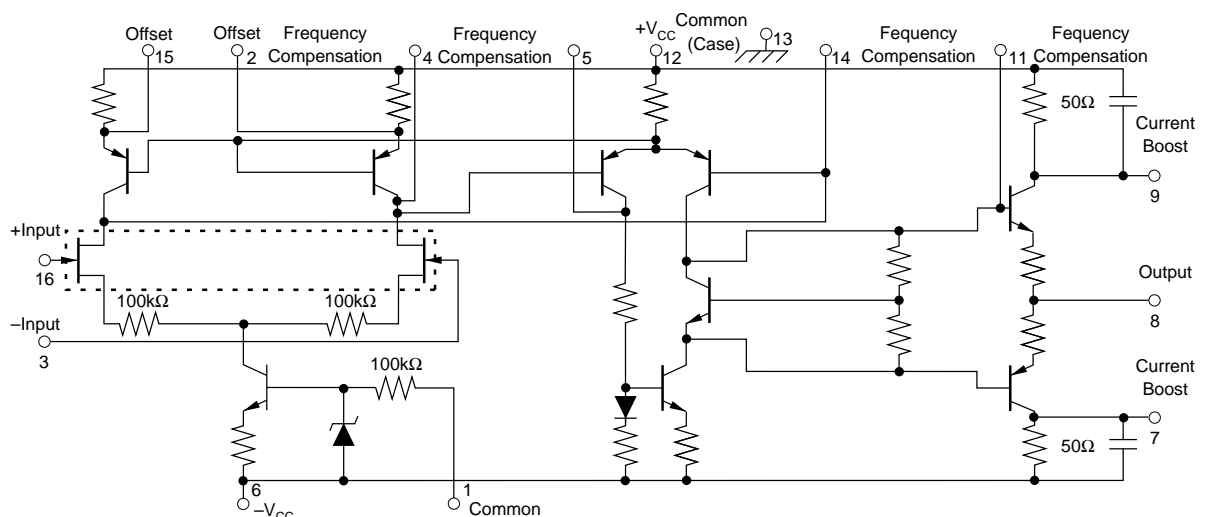 Offset
15
Offset
2
Frequency
Compensation
4
Frequency
Compensation
5
+VCC
12
Common
(Case)
13
14
Fequency
Compensation
11
Fequency
Compensation
50Ω
Current
Boost
9
+Input
16
100kΩ
100kΩ
–Input
3
Output
8
100kΩ
Current
Boost
7
50Ω
6
–VCC
1
Common